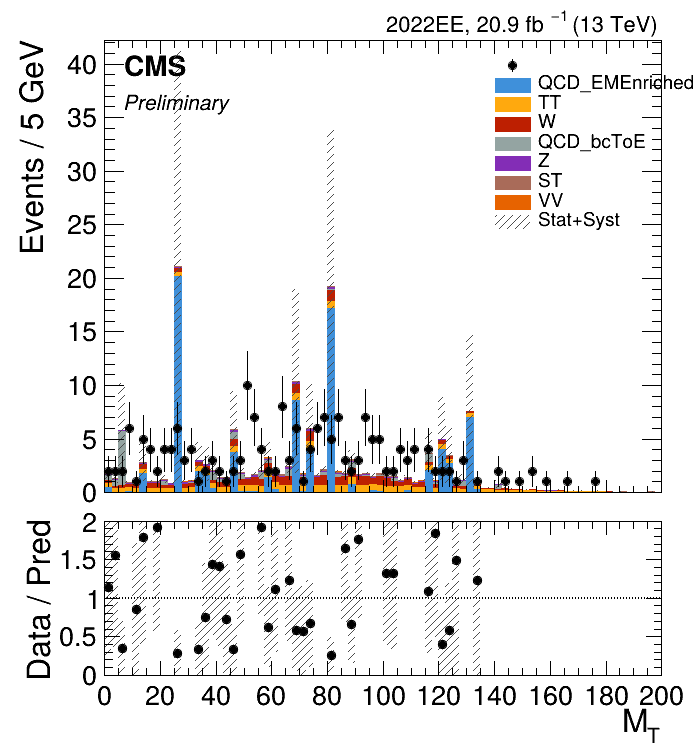 2022EE, 20.9 fb⁻¹ (13 TeV)
CMS
Preliminary
QCD_EMEnriched
TT
W
QCD_bcToE
Z
ST
VV
Stat+Syst
Events / 5 GeV
40
35
30
25
20
15
10
5
0
Data / Pred
2
1.5
1
0.5
0
0 20 40 60 80 100 120 140 160 180 200
M_T